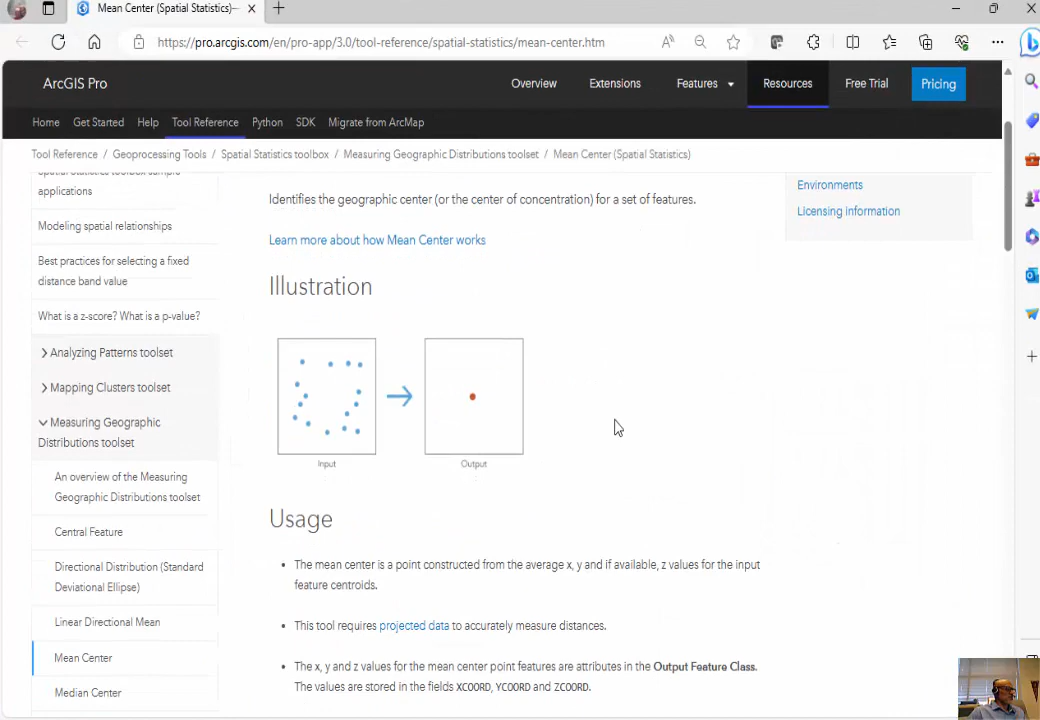 Mean Center (Spatial Statistics)—
https://pro.arcgis.com/en/pro-app/3.0/tool-reference/spatial-statistics/mean-center.htm
ArcGIS Pro
Overview
Extensions
Features
Resources
Free Trial
Pricing
Home
Get Started
Help
Tool Reference
Python
SDK
Migrate from ArcMap
Tool Reference / Geoprocessing Tools / Spatial Statistics toolbox / Measuring Geographic Distributions toolset / Mean Center (Spatial Statistics)
Spatial Statistics toolbox sample
applications
Modeling spatial relationships
Best practices for selecting a fixed
distance band value
What is a z-score? What is a p-value?
Analyzing Patterns toolset
Mapping Clusters toolset
Measuring Geographic
Distributions toolset
An overview of the Measuring
Geographic Distributions toolset
Central Feature
Directional Distribution (Standard
Deviational Ellipse)
Linear Directional Mean
Mean Center
Median Center
Identifies the geographic center (or the center of concentration) for a set of features.
Learn more about how Mean Center works
Illustration
Input
Output
Usage
The mean center is a point constructed from the average x, y and if available, z values for the input
feature centroids.
This tool requires projected data to accurately measure distances.
The x, y and z values for the mean center point features are attributes in the Output Feature Class.
The values are stored in the fields XCOORD, YCOORD and ZCOORD.
Environments
Licensing information